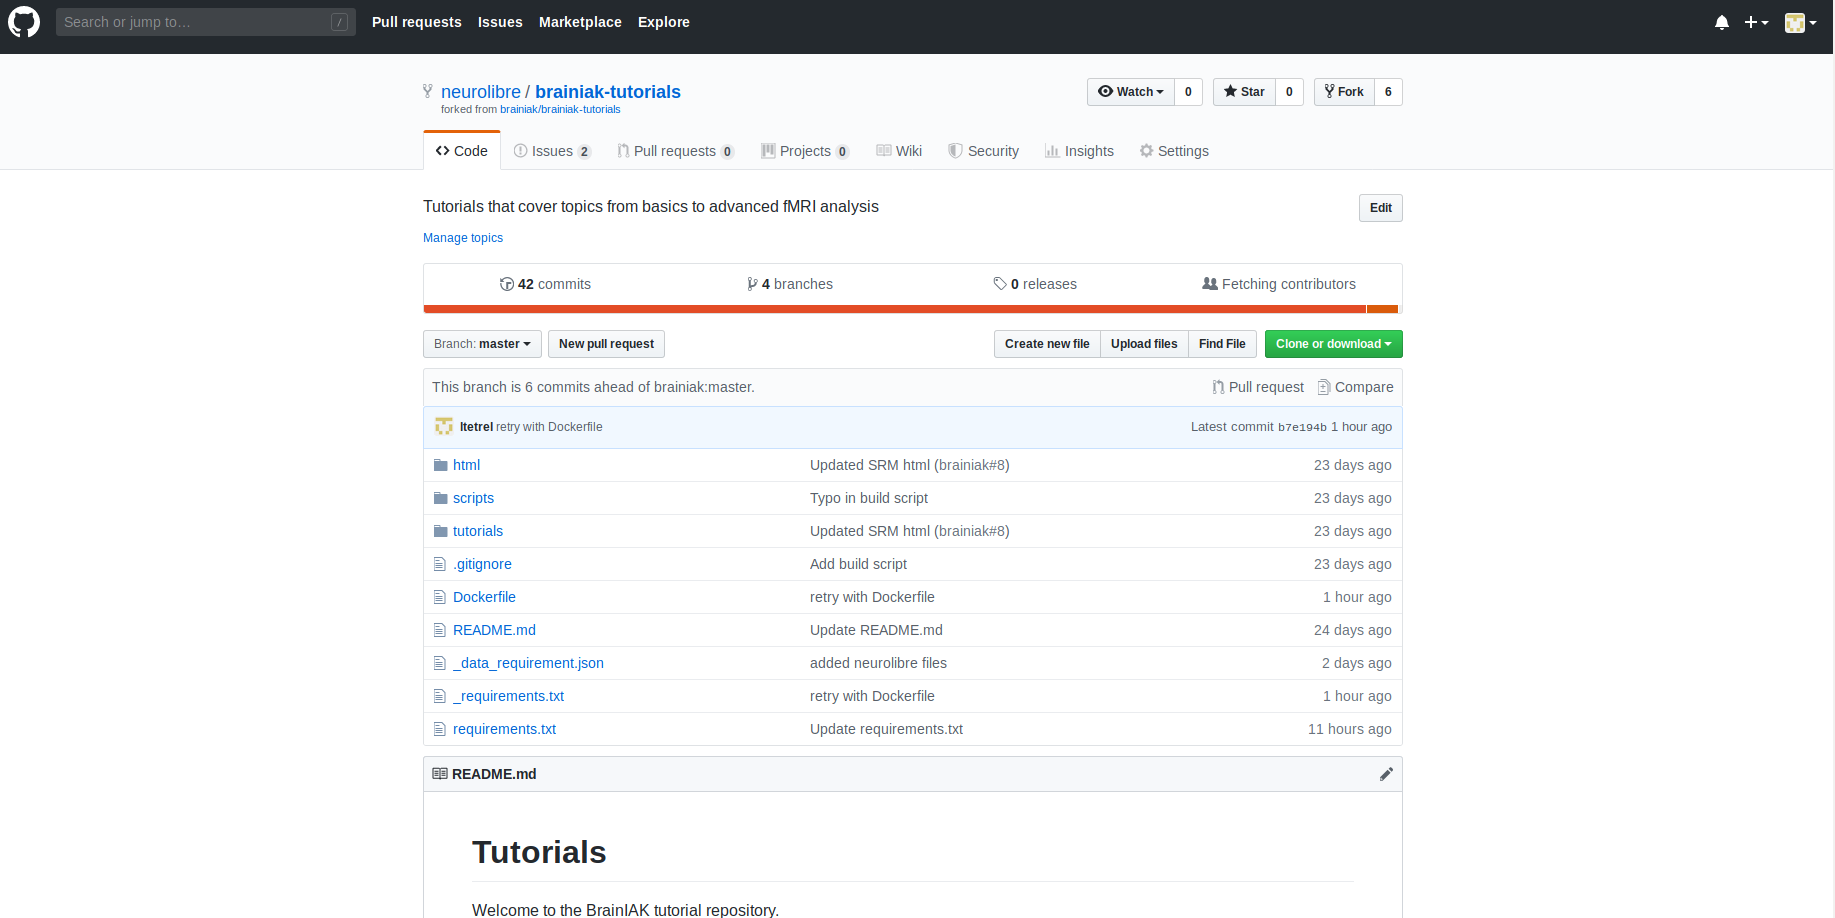 Search or jump to… /
Pull requests Issues Marketplace Explore
neurolibre / brainiak-tutorials
forked from brainiak/brainiak-tutorials
Watch 0 Star 0 Fork 6
Code Issues 2 Pull requests 0 Projects 0 Wiki Security Insights Settings
Tutorials that cover topics from basics to advanced fMRI analysis
Edit
Manage topics
42 commits 4 branches 0 releases Fetching contributors
Branch: master New pull request Create new file Upload files Find File Clone or download
This branch is 6 commits ahead of brainiak:master. Pull request Compare
ltetrel retry with Dockerfile Latest commit b7e194b 1 hour ago
html Updated SRM html (brainiak#8) 23 days ago
scripts Typo in build script 23 days ago
tutorials Updated SRM html (brainiak#8) 23 days ago
.gitignore Add build script 23 days ago
Dockerfile retry with Dockerfile 1 hour ago
README.md Update README.md 24 days ago
_data_requirement.json added neurolibre files 2 days ago
_requirements.txt retry with Dockerfile 1 hour ago
requirements.txt Update requirements.txt 11 hours ago
README.md
Tutorials
Welcome to the BrainIAK tutorial repository.